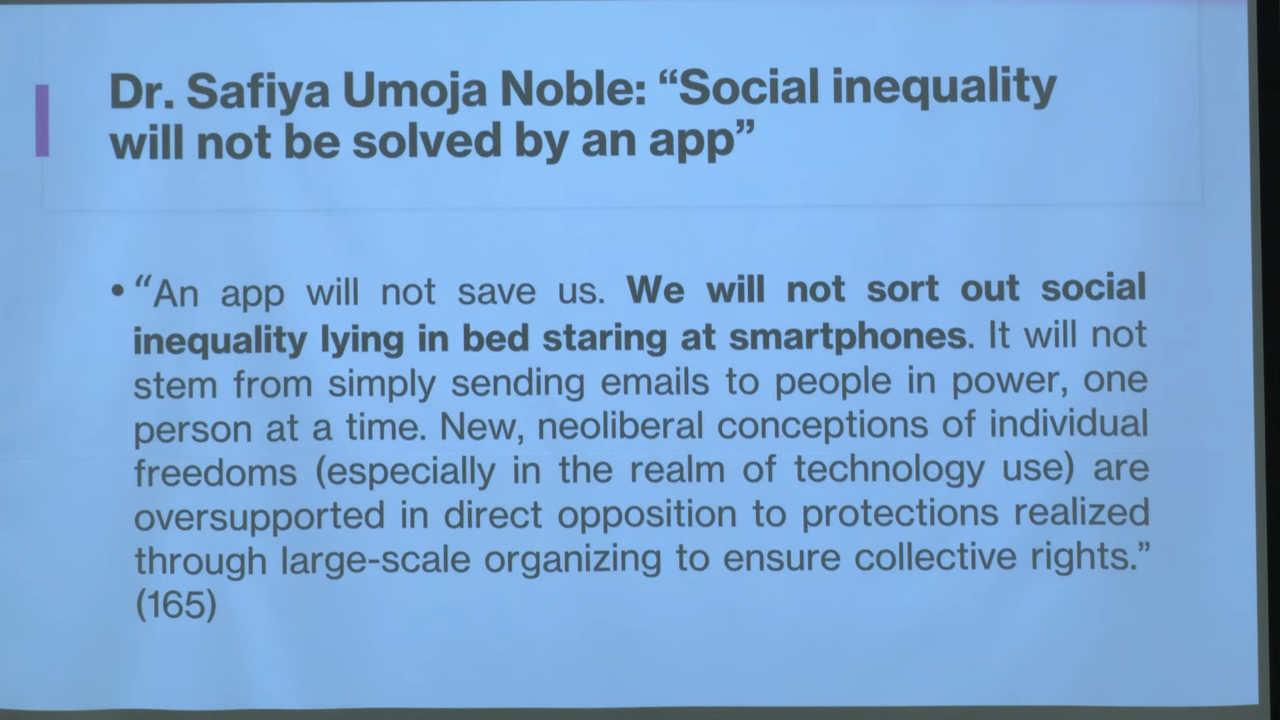 Dr. Safiya Umoja Noble: “Social inequality
will not be solved by an app”
• “An app will not save us. We will not sort out social
inequality lying in bed staring at smartphones. It will not
stem from simply sending emails to people in power, one
person at a time. New, neoliberal conceptions of individual
freedoms (especially in the realm of technology use) are
oversupported in direct opposition to protections realized
through large-scale organizing to ensure collective rights.”
(165)